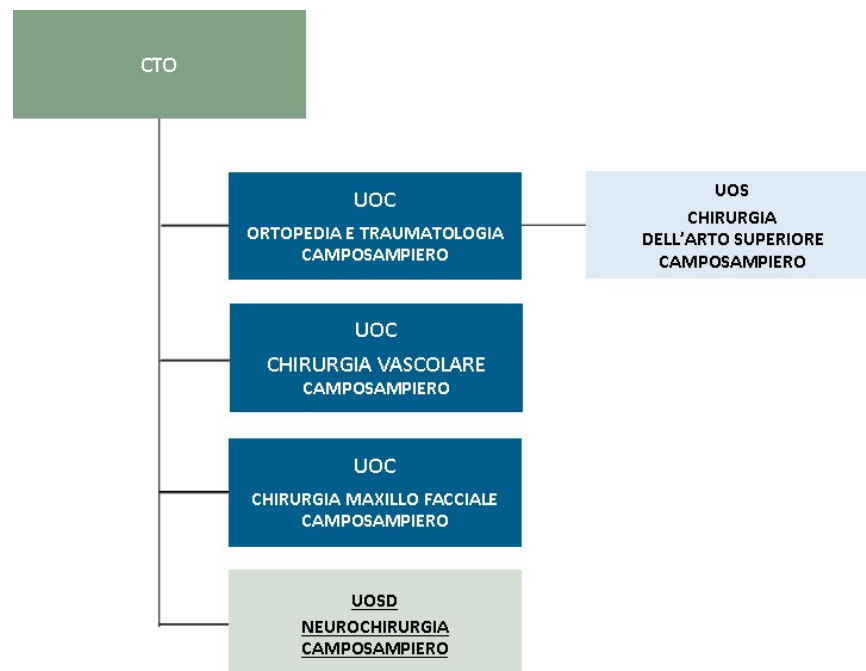 CTO
UOC
ORTOPEDIA E TRAUMATOLOGIA
CAMPOSAMPIERO
UOS
CHIRURGIA
DELL'ARTO SUPERIORE
CAMPOSAMPIERO
UOC
CHIRURGIA VASCOLARE
CAMPOSAMPIERO
UOC
CHIRURGIA MAXILLO FACCIALE
CAMPOSAMPIERO
UOSD
NEUROCHIRURGIA
CAMPOSAMPIERO